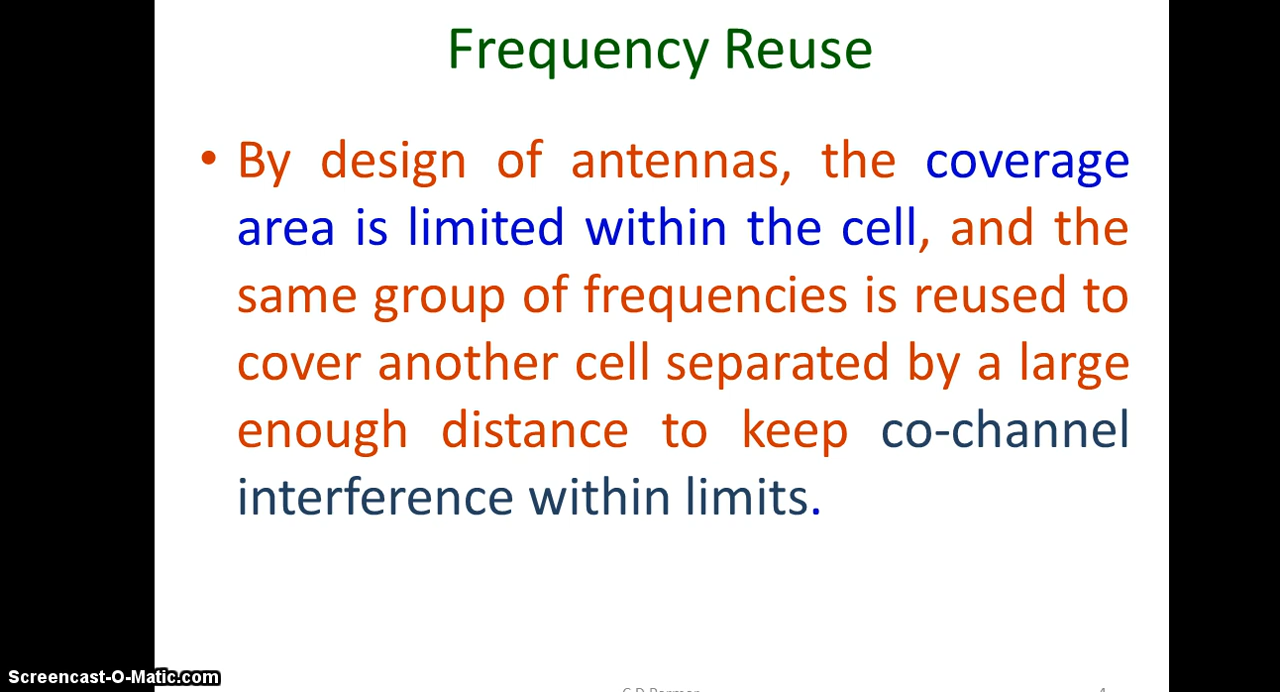 Frequency Reuse
• By design of antennas, the coverage
area is limited within the cell, and the
same group of frequencies is reused to
cover another cell separated by a large
enough distance to keep co-channel
interference within limits.
Screencast-O-Matic.com